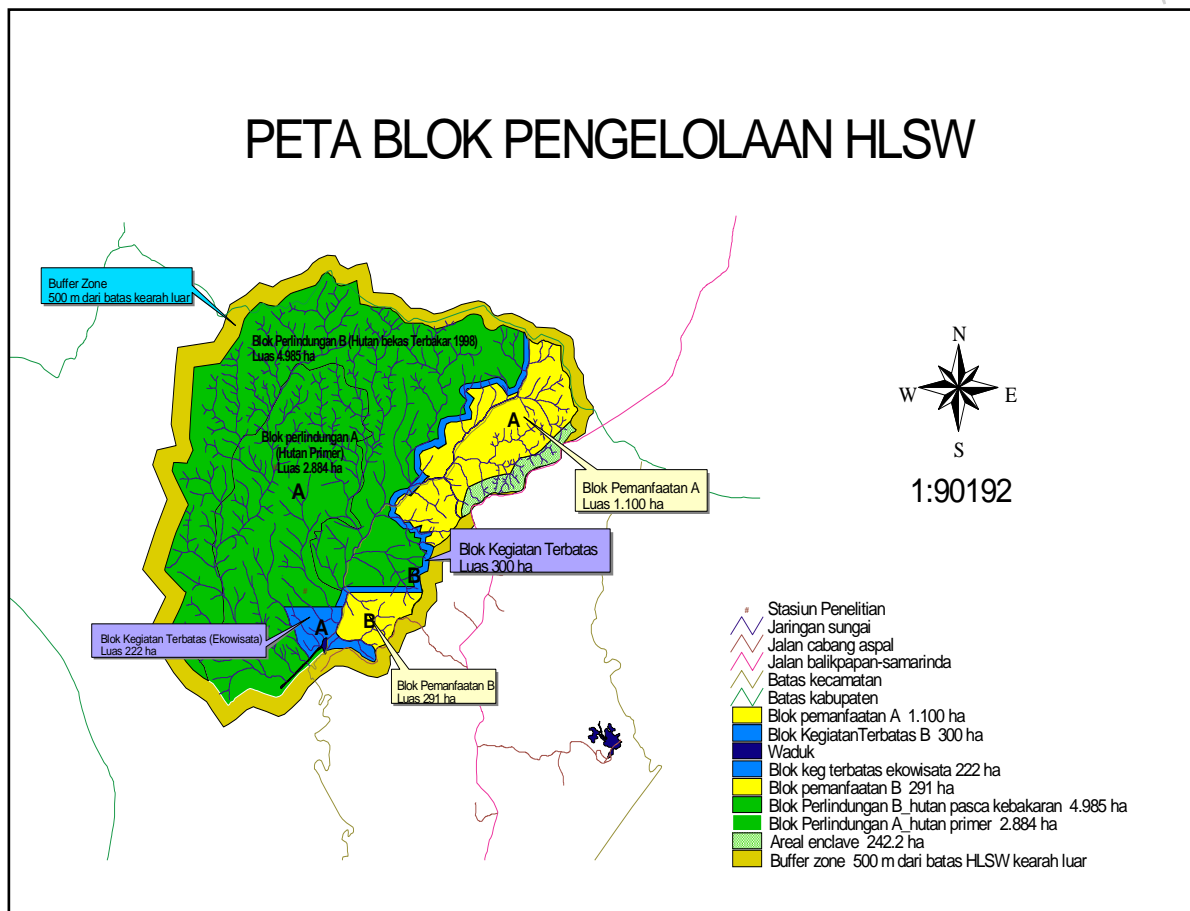 PETA BLOK PENGELOLAAN HLSW
Buffer Zone
500 m dari batas kearah luar
Blok Perlindungan B (Hutan bekas Terbakar 1998)
Luas 4.985 ha
Blok perlindungan A
(Hutan Primer)
Luas 2.884 ha
A
A
Blok Pemanfaatan A
Luas 1.100 ha
Blok Kegiatan Terbatas
Luas 300 ha
B
A
B
Blok Kegiatan Terbatas (Ekowisata)
Luas 222 ha
Blok Pemanfaatan B
Luas 291 ha
N
W
E
S
1:90192
Stasiun Penelitian
Jaringan sungai
Jalan cabang aspal
Jalan balikpapan-samarinda
Batas kecamatan
Batas kabupaten
Blok pemanfaatan A 1.100 ha
Blok KegiatanTerbatas B 300 ha
Waduk
Blok keg terbatas ekowisata 222 ha
Blok pemanfaatan B 291 ha
Blok Perlindungan B_hutan pasca kebakaran 4.985 ha
Blok Perlindungan A_hutan primer 2.884 ha
Areal enclave 242.2 ha
Buffer zone 500 m dari batas HLSW kearah luar